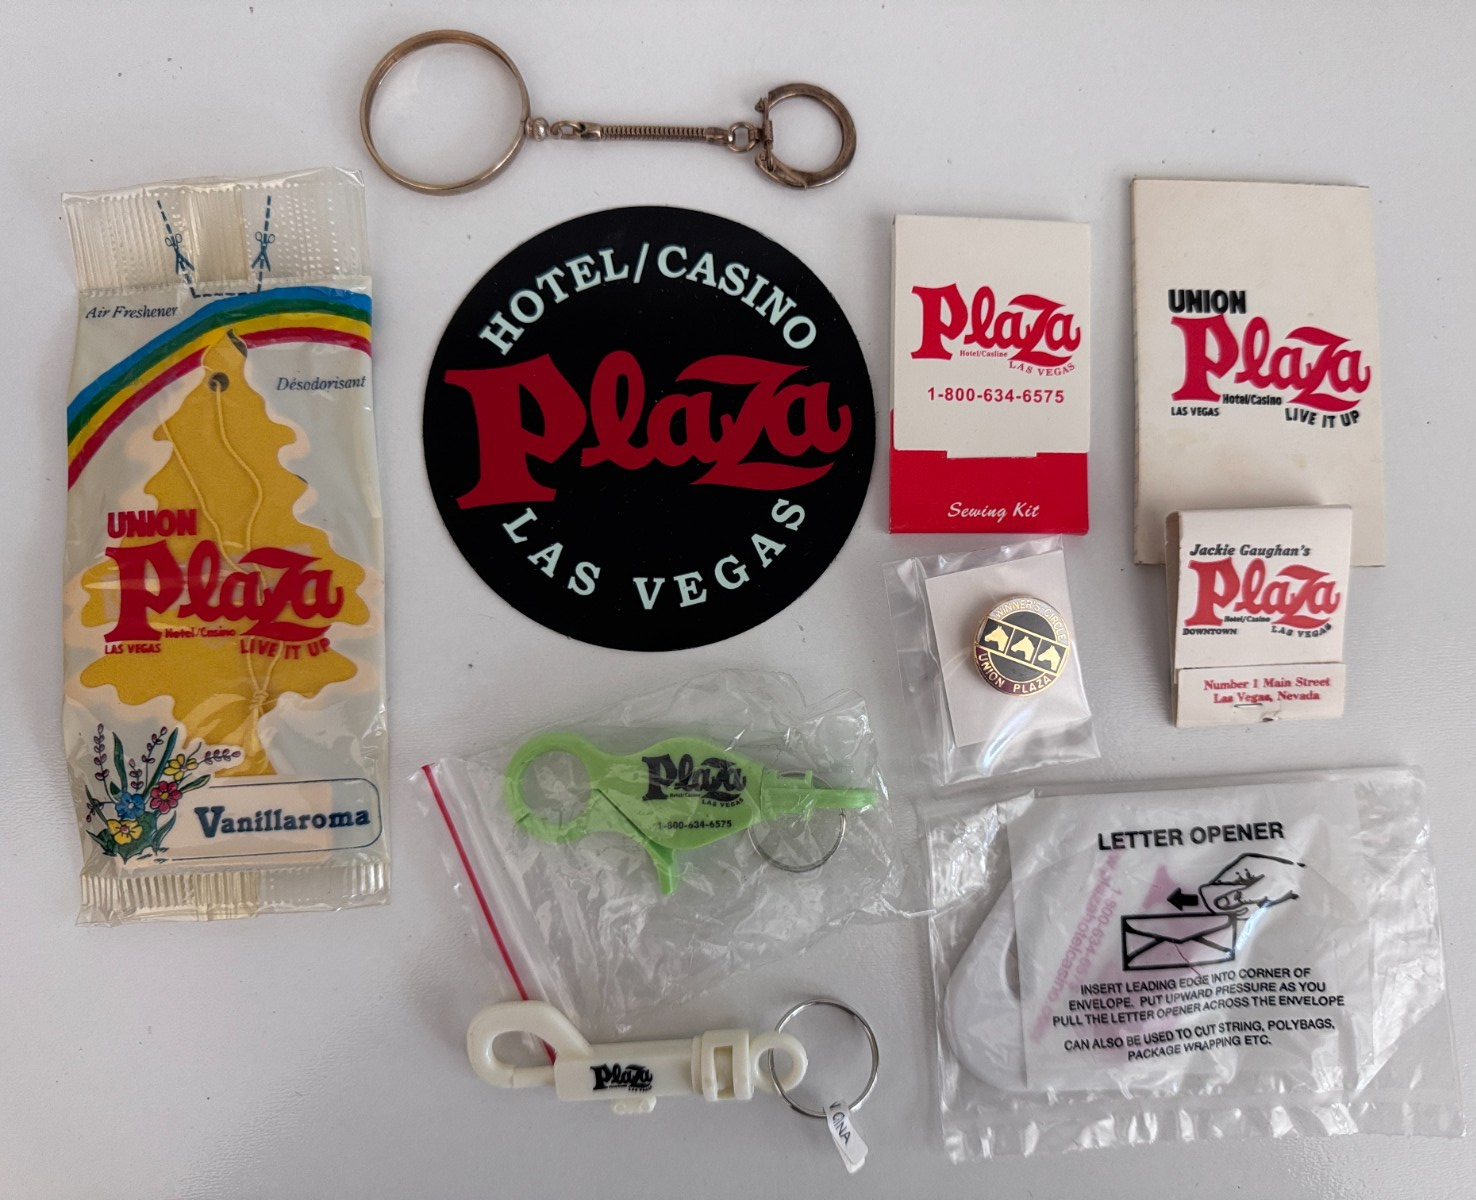 Air Freshener
Désodorisant
UNION
Plaza
Hotel/Casino
LAS VEGAS
LIVE IT UP
Vanillaroma
HOTEL/CASINO
Plaza
LAS VEGAS
Plaza
Hotel/Casino
LAS VEGAS
1-800-634-6575
Sewing Kit
UNION
Plaza
Hotel/Casino
LAS VEGAS
LIVE IT UP
Jackie Gaughan's
Plaza
Hotel/Casino
DOWNTOWN
LAS VEGAS
Number 1 Main Street
Las Vegas, Nevada
WINNER'S CIRCLE
UNION PLAZA
Plaza
Hotel/Casino
LAS VEGAS
1-800-634-6575
Plaza
LETTER OPENER
INSERT LEADING EDGE INTO CORNER OF
ENVELOPE. PUT UPWARD PRESSURE AS YOU
PULL THE LETTER OPENER ACROSS THE ENVELOPE
CAN ALSO BE USED TO CUT STRING, POLYBAGS,
PACKAGE WRAPPING ETC.